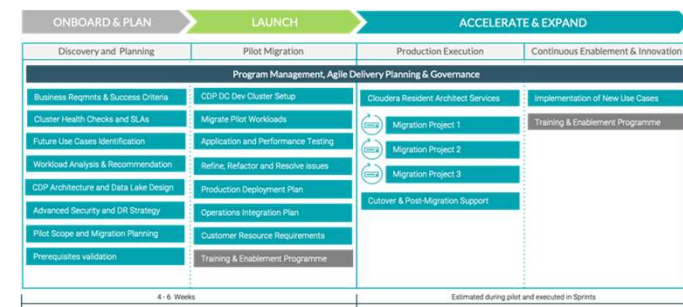 ONBOARD & PLAN
LAUNCH
ACCELERATE & EXPAND
Discovery and Planning
Pilot Migration
Production Execution
Continuous Enablement & Innovation
Program Management, Agile Delivery Planning & Governance
Business Reqmnts & Success Criteria
Cluster Health Checks and SLAs
Future Use Cases Identification
Workload Analysis & Recommendation
CDP Architecture and Data Lake Design
Advanced Security and DR Strategy
Pilot Scope and Migration Planning
Prerequisites validation
CDP DC Dev Cluster Setup
Migrate Pilot Workloads
Application and Performance Testing
Refine, Refactor and Resolve issues
Production Deployment Plan
Operations Integration Plan
Customer Resource Requirements
Training & Enablement Programme
Cloudera Resident Architect Services
Migration Project 1
Migration Project 2
Migration Project 3
Cutover & Post-Migration Support
Implementation of New Use Cases
Training & Enablement Programme
4 - 6 Weeks
Estimated during pilot and executed in Sprints